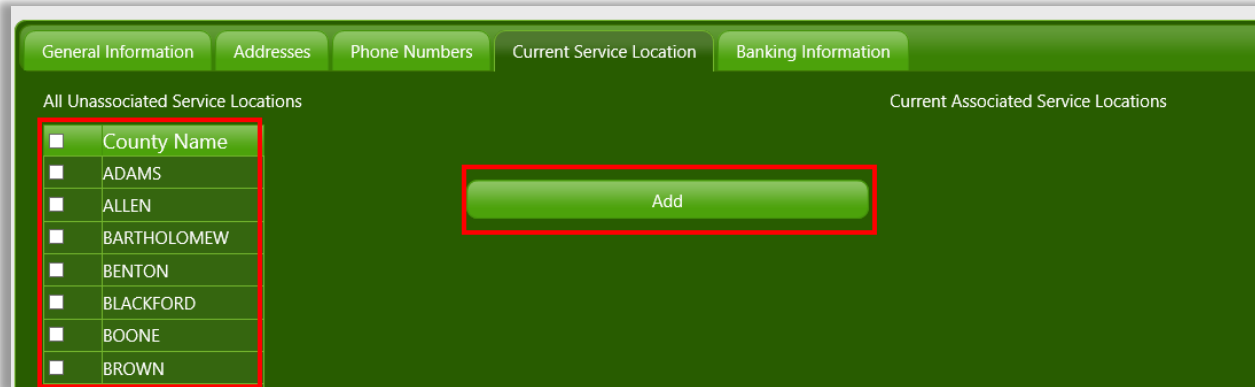 General Information Addresses Phone Numbers Current Service Location Banking Information
All Unassociated Service Locations Current Associated Service Locations
County Name
ADAMS
Add
ALLEN
BARTHOLOMEW
BENTON
BLACKFORD
BOONE
BROWN